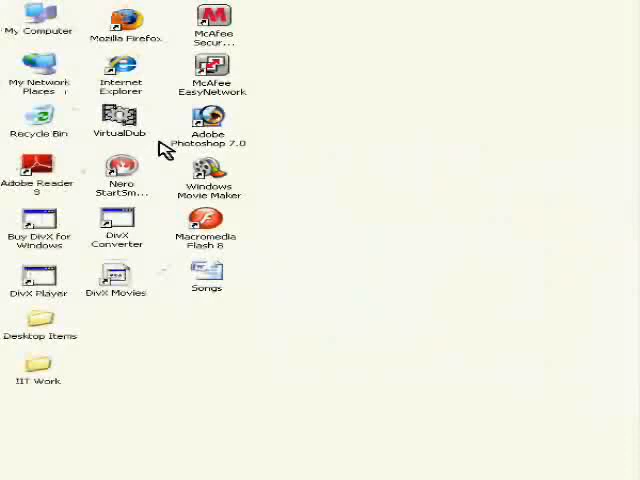 My Computer
Mozilla Firefox
McAfee
Secur...
My Network
Places
Internet
Explorer
McAfee
EasyNetwork
Recycle Bin
VirtualDub
Adobe
Photoshop 7.0
Adobe Reader
9
Nero
StartSm...
Windows
Movie Maker
Buy DivX for
Windows
DivX
Converter
Macromedia
Flash 8
DivX Player
DivX Movies
Songs
Desktop Items
IIT Work